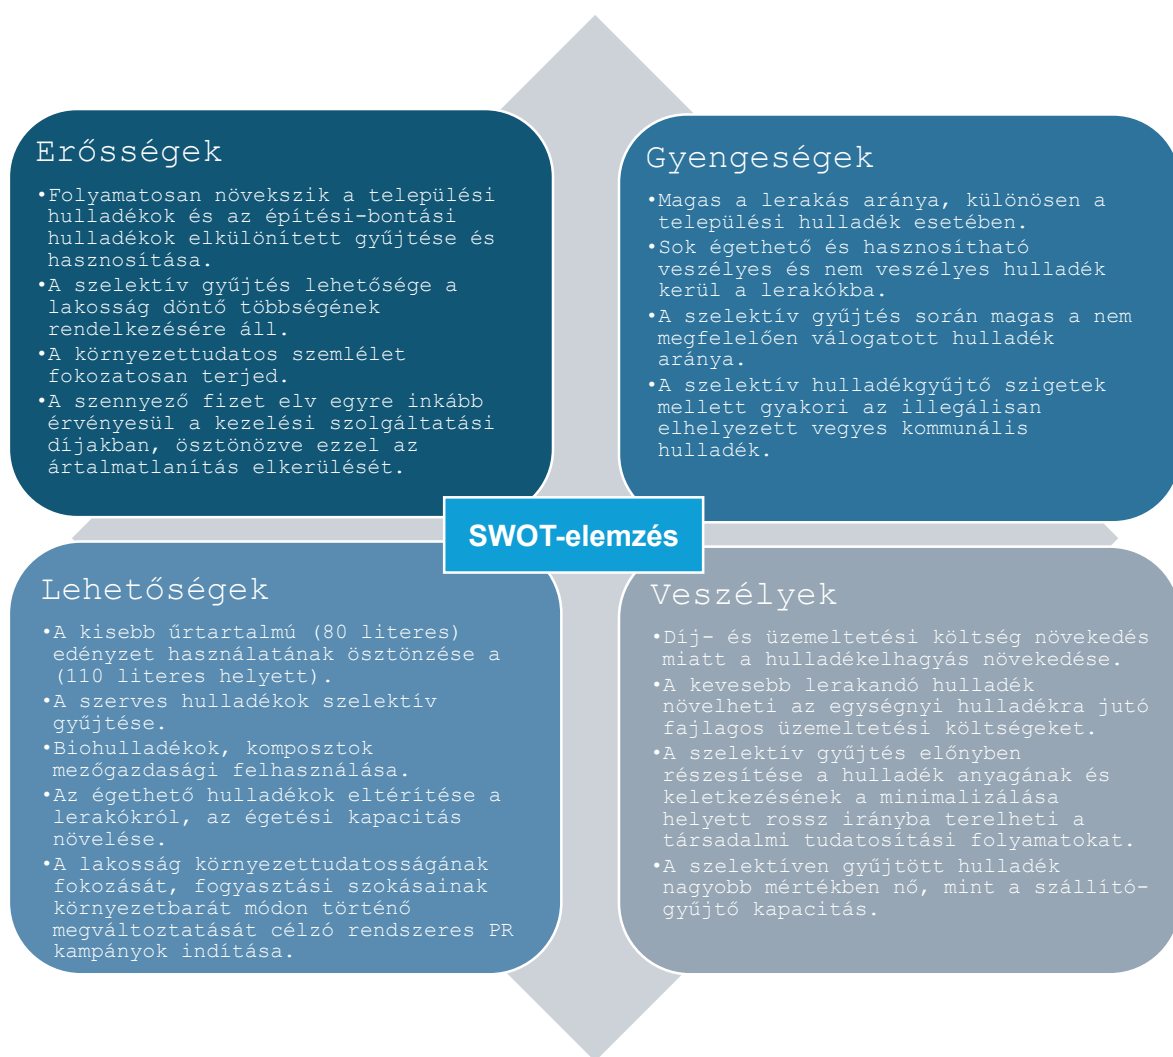 Erősségek
•Folyamatosan növekszik a települési
hulladékok és az építési-bontási
hulladékok elkülönített gyűjtése és
hasznosítása.
•A szelektív gyűjtés lehetősége a
lakosság döntő többségének
rendelkezésére áll.
•A környezettudatos szemlélet
fokozatosan terjed.
•A szennyező fizet elv egyre inkább
érvényesül a kezelési szolgáltatási
díjakban, ösztönözve ezzel az
ártalmatlanítás elkerülését.
Gyengeségek
•Magas a lerakás aránya, különösen a
települési hulladék esetében.
•Sok égethető és hasznosítható
veszélyes és nem veszélyes hulladék
kerül a lerakókba.
•A szelektív gyűjtés során magas a nem
megfelelően válogatott hulladék
aránya.
•A szelektív hulladékgyűjtő szigetek
mellett gyakori az illegálisan
elhelyezett vegyes kommunális
hulladék.
SWOT-elemzés
Lehetőségek
•A kisebb űrtartalmú (80 literes)
edényzet használatának ösztönzése a
(110 literes helyett).
•A szerves hulladékok szelektív
gyűjtése.
•Biohulladékok, komposztok
mezőgazdasági felhasználása.
•Az égethető hulladékok eltérítése a
lerakókról, az égetési kapacitás
növelése.
•A lakosság környezettudatosságának
fokozását, fogyasztási szokásainak
környezetbarát módon történő
megváltoztatását célzó rendszeres PR
kampányok indítása.
Veszélyek
•Díj- és üzemeltetési költség növekedés
miatt a hulladékelhagyás növekedése.
•A kevesebb lerakandó hulladék
növelheti az egységnyi hulladékra jutó
fajlagos üzemeltetési költségeket.
•A szelektív gyűjtés előnyben
részesítése a hulladék anyagának és
keletkezésének a minimalizálása
helyett rossz irányba terelheti a
társadalmi tudatosítási folyamatokat.
•A szelektíven gyűjtött hulladék
nagyobb mértékben nő, mint a szállító-
gyűjtő kapacitás.